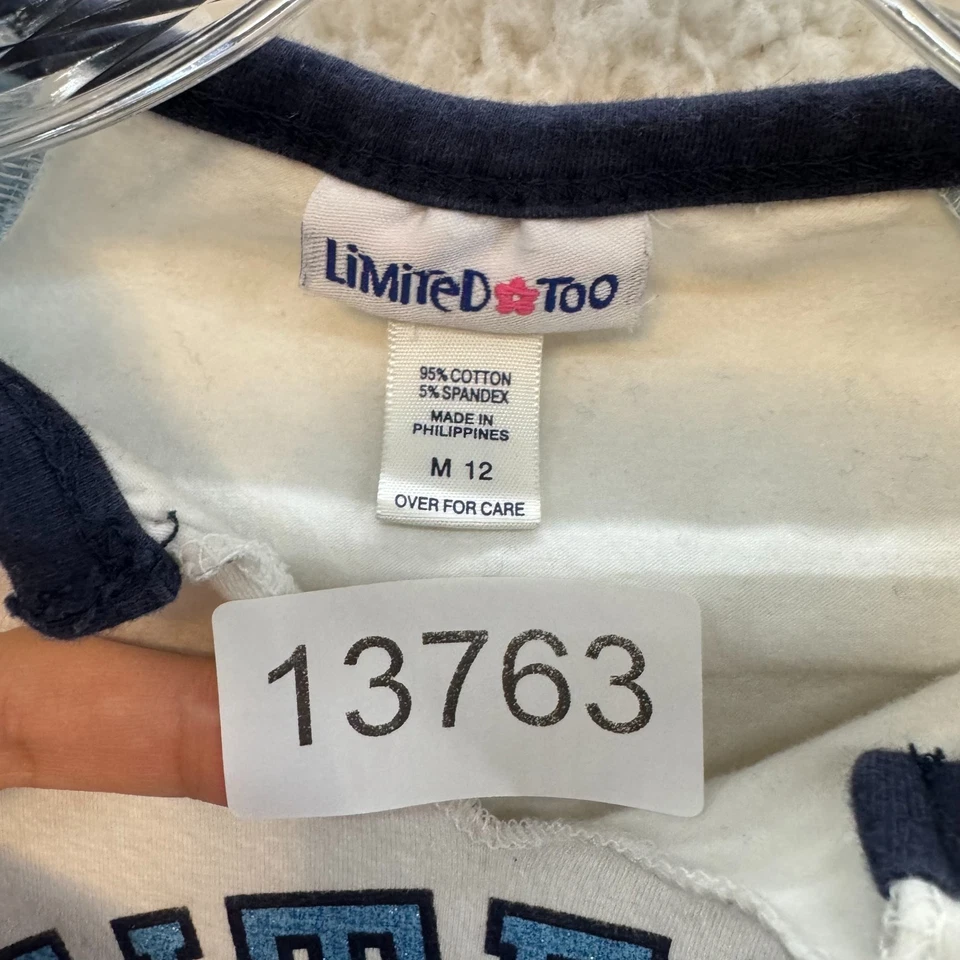 LiMiTeD TOO
95% COTTON
5% SPANDEX
MADE IN
PHILIPPINES
M 12
OVER FOR CARE
13763